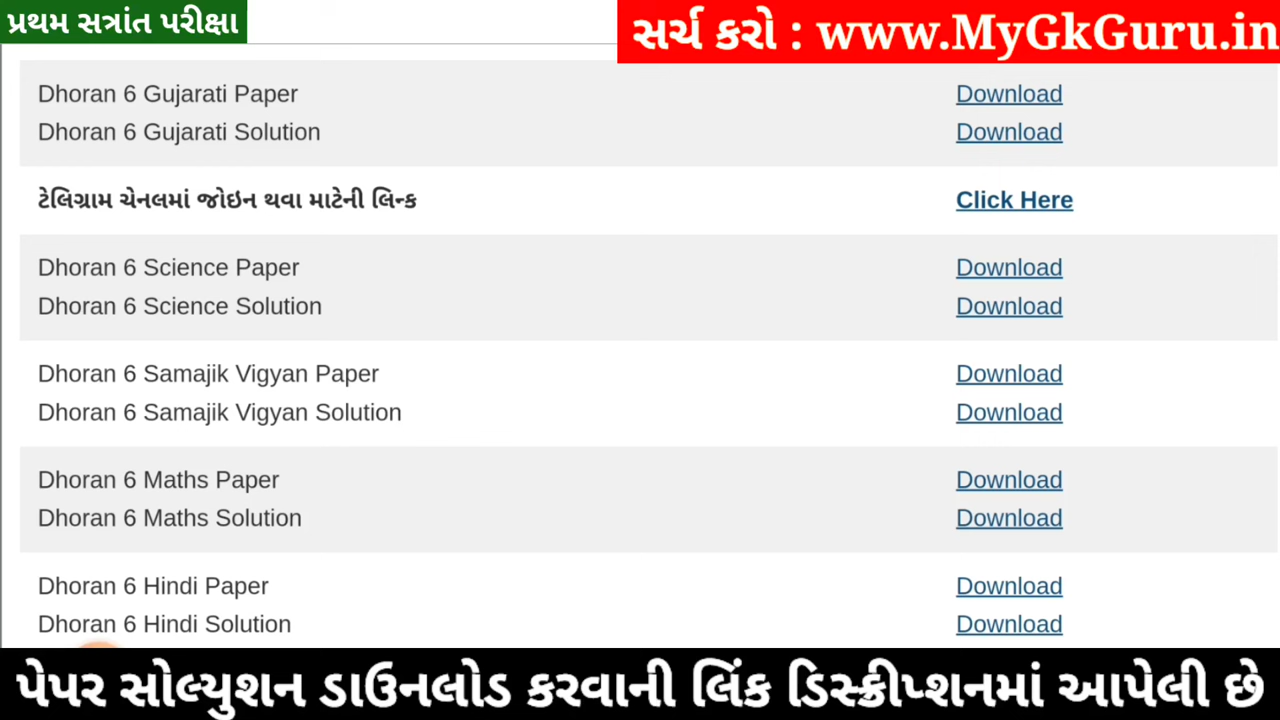 પ્રથમ સત્રાંત પરીક્ષા
સર્ચ કરો : www.MyGkGuru.in
Dhoran 6 Gujarati Paper Download
Dhoran 6 Gujarati Solution Download
ટેલિગ્રામ ચેનલમાં જોઇન થવા માટેની લિન્ક Click Here
Dhoran 6 Science Paper Download
Dhoran 6 Science Solution Download
Dhoran 6 Samajik Vigyan Paper Download
Dhoran 6 Samajik Vigyan Solution Download
Dhoran 6 Maths Paper Download
Dhoran 6 Maths Solution Download
Dhoran 6 Hindi Paper Download
Dhoran 6 Hindi Solution Download
પેપર સોલ્યુશન ડાઉનલોડ કરવાની લિંક ડિસ્ક્રીપ્શનમાં આપેલી છે